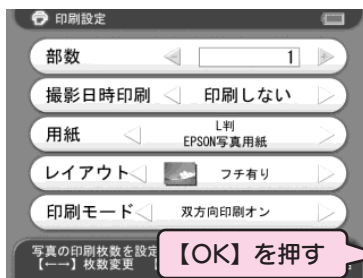 印刷設定
部数 1
撮影日時印刷 印刷しない
用紙 L判
EPSON写真用紙
レイアウト フチ有り
印刷モード 双方向印刷オン
写真の印刷枚数を設定
【←→】枚数変更
【OK】を押す